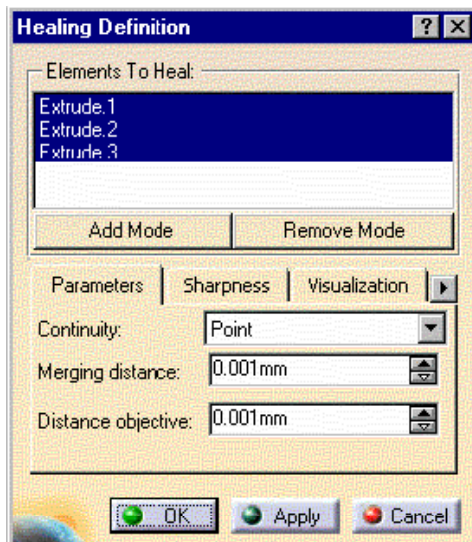 Healing Definition
Elements To Heal:
Extrude.1
Extrude.2
Extrude.3
Add Mode Remove Mode
Parameters Sharpness Visualization
Continuity: Point
Merging distance: 0.001mm
Distance objective: 0.001mm
OK Apply Cancel